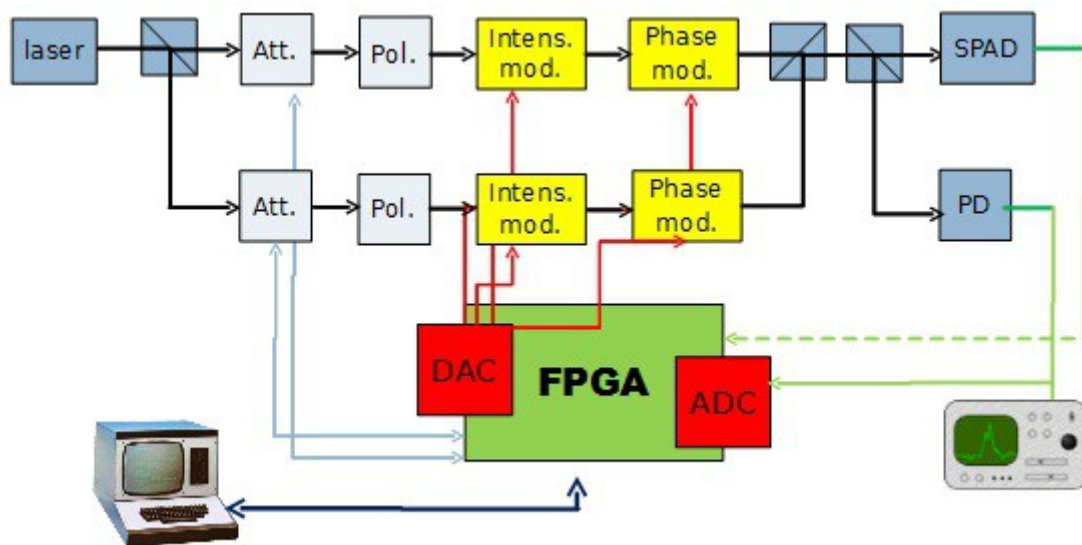 laser
Att.
Pol.
Intens.
mod.
Phase
mod.
SPAD
Att.
Pol.
Intens.
mod.
Phase
mod.
PD
DAC
FPGA
ADC